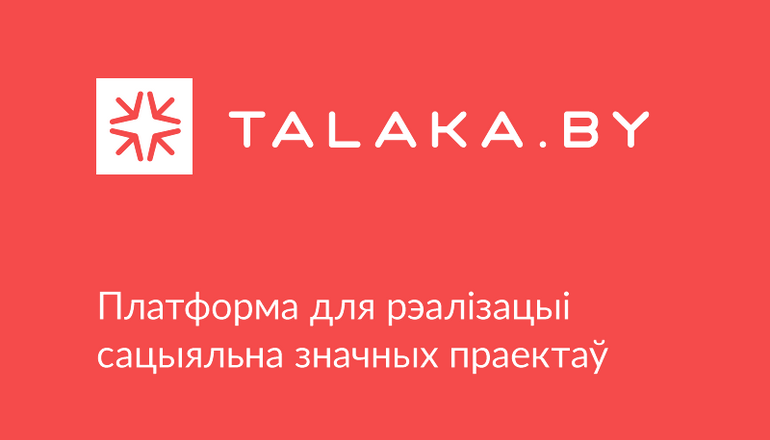 TALAKA.BY
Платформа для рэалізацыі
сацыяльна значных праектаў